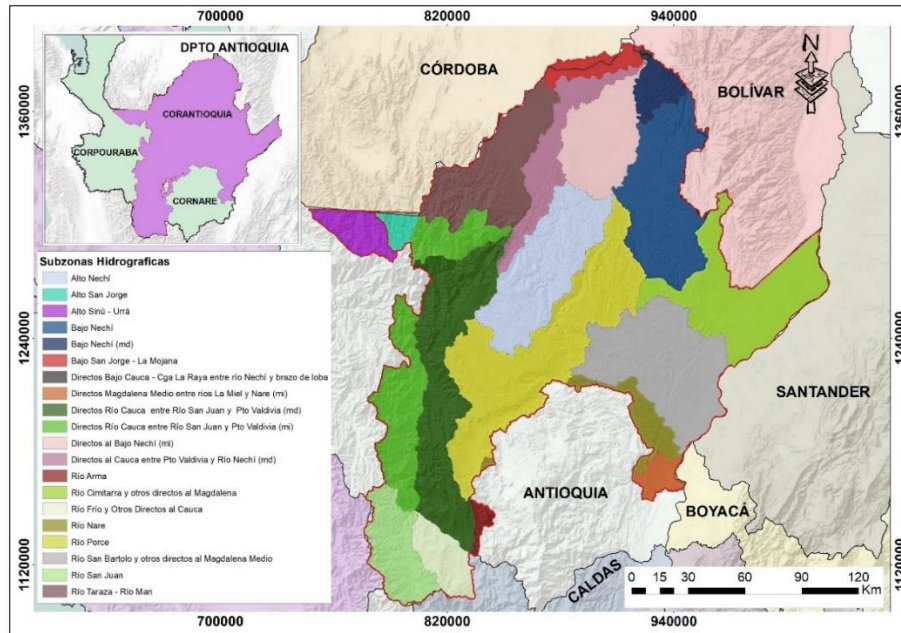 700000 820000 940000
DPTO ANTIOQUIA
CORANTIOQUIA
CORPOURABA
CORNARE
CÓRDOBA
BOLÍVAR
N
1360000 1360000
Subzonas Hidrograficas
Alto Nechí
Alto San Jorge
Alto Sinú - Urrá
Bajo Nechí
Bajo Nechí (md)
Bajo San Jorge - La Mojana
Directos Bajo Cauca - Cga La Raya entre río Nechí y brazo de loba
Directos Magdalena Medio entre rios La Miel y Nare (mi)
Directos Río Cauca entre Río San Juan y Pto Valdivia (md)
Directos Río Cauca entre Río San Juan y Pto Valdivia (mi)
Directos al Bajo Nechí (mi)
Directos al Cauca entre Pto Valdivia y Río Nechí (md)
Río Arma
Río Cimitarra y otros directos al Magdalena
Río Frío y Otros Directos al Cauca
Río Nare
Río Porce
Río San Bartolo y otros directos al Magdalena Medio
Río San Juan
Río Taraza - Río Man
1240000 1240000
SANTANDER
ANTIOQUIA
BOYACÁ
CALDAS
1120000 1120000
0 15 30 60 90 120
Km
700000 820000 940000